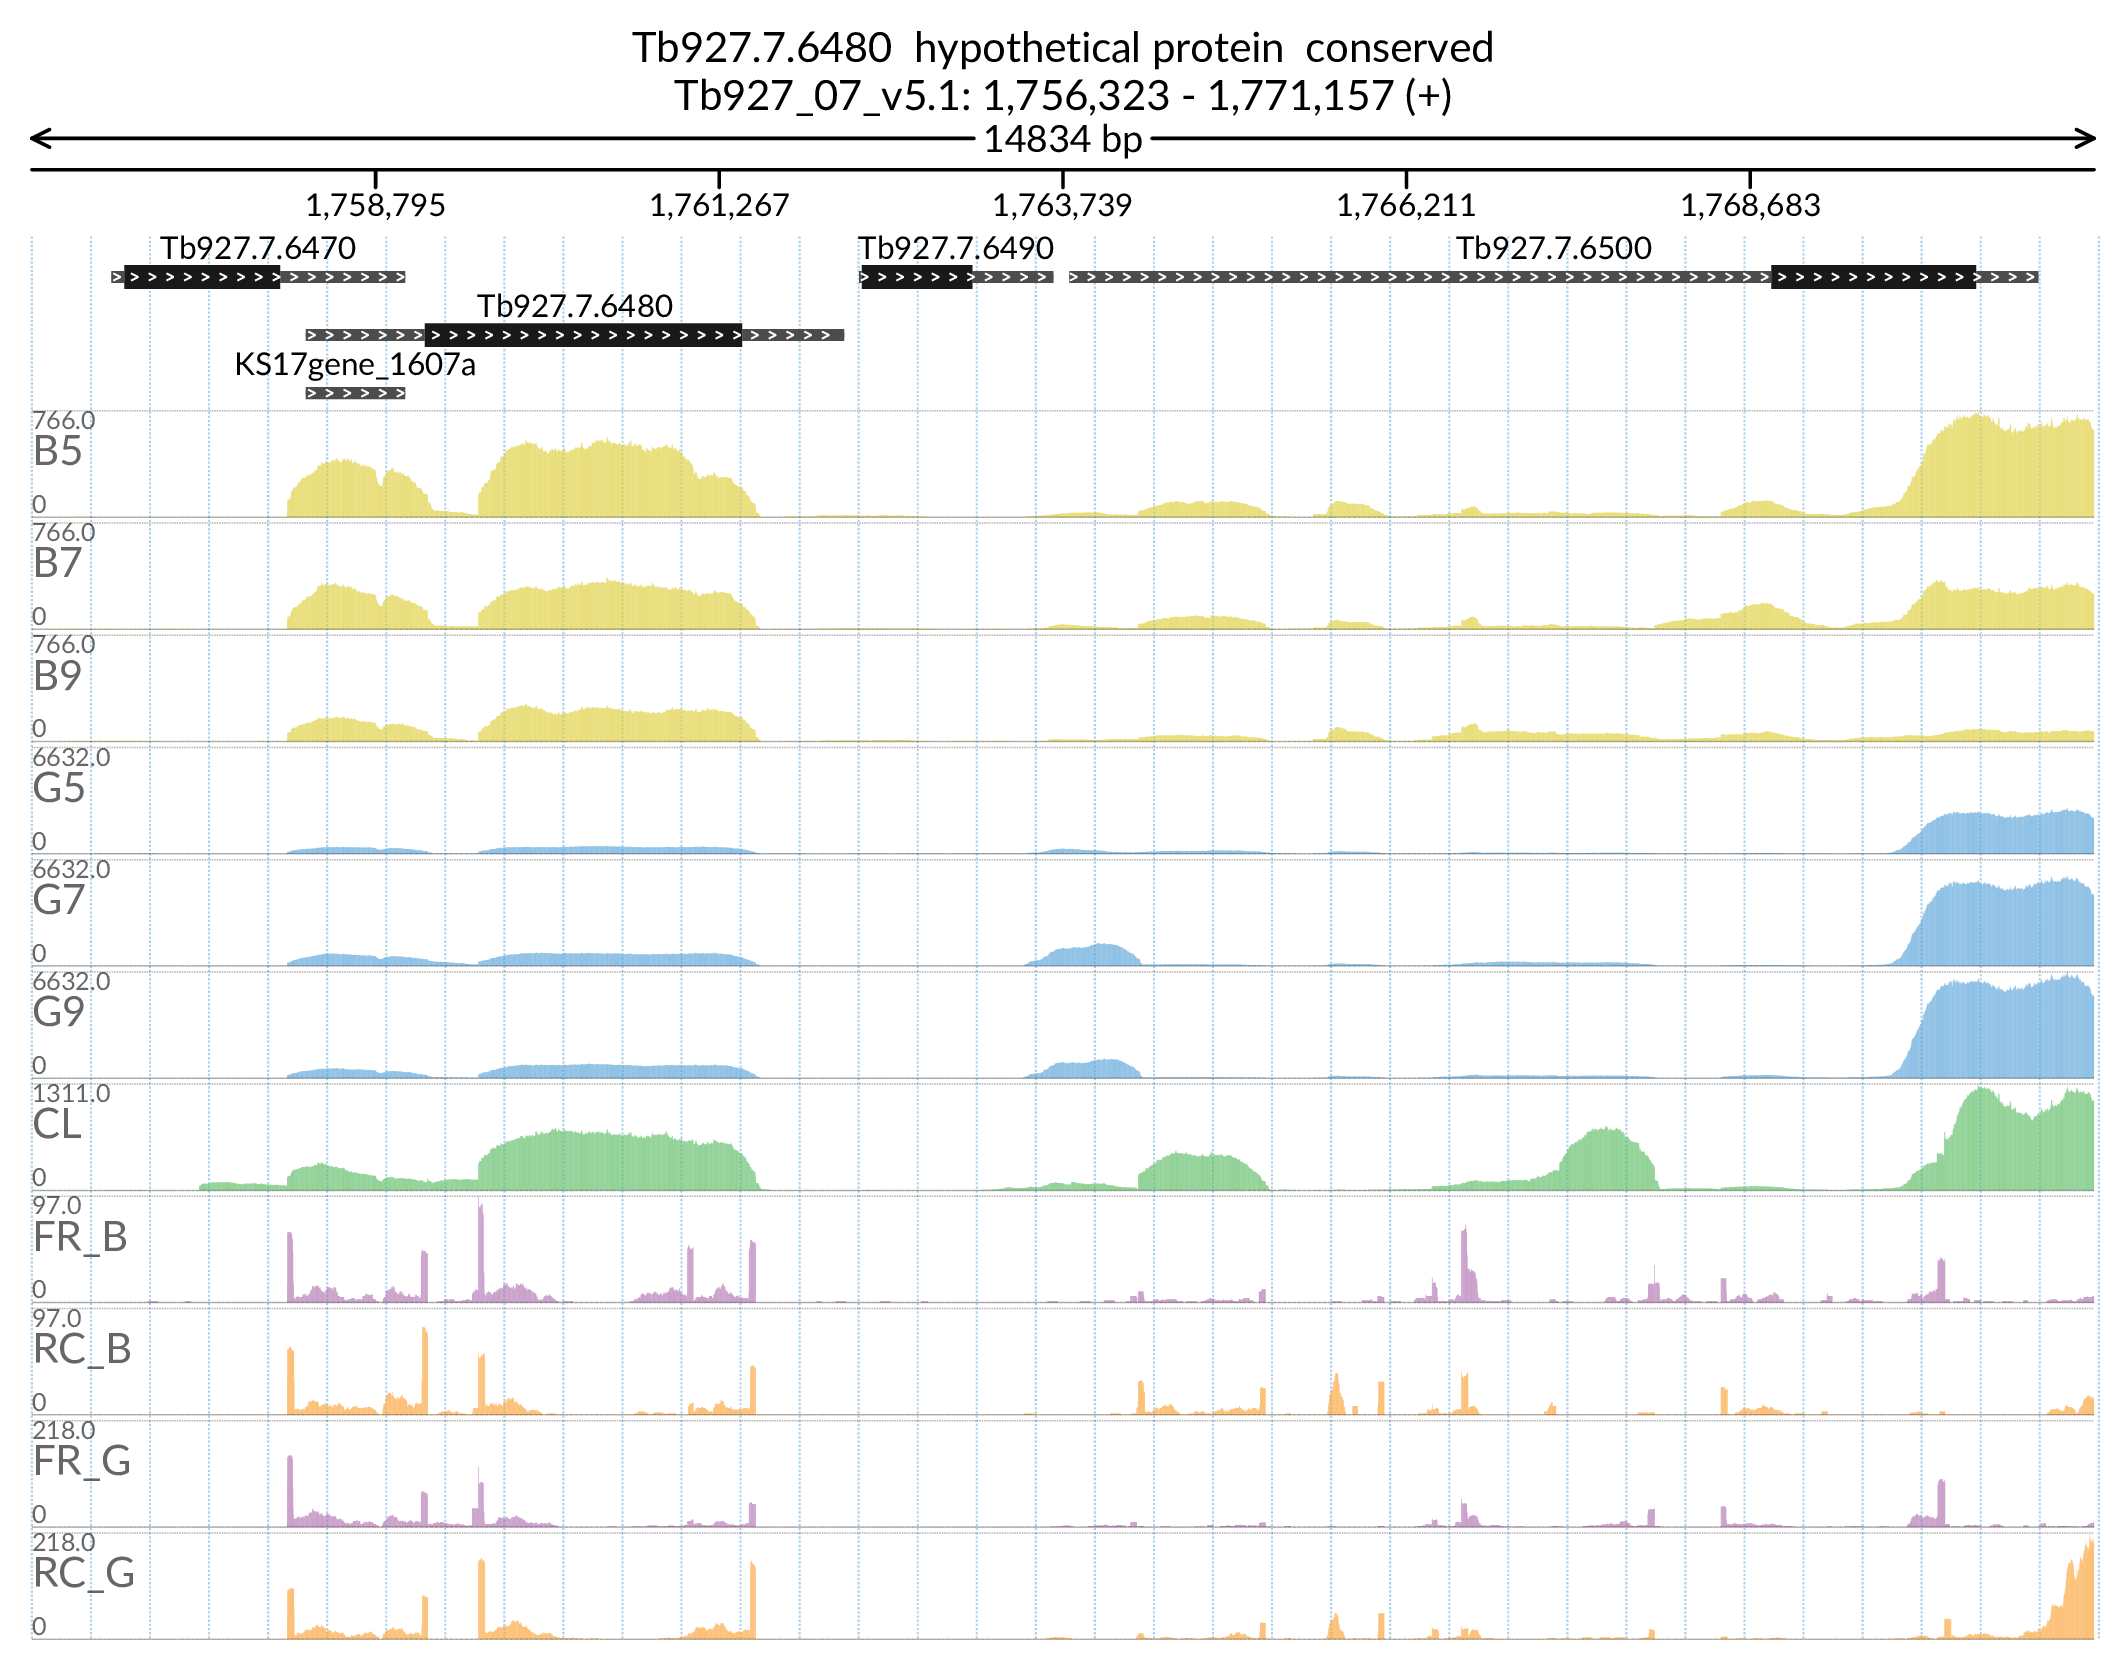 Tb927.7.6480 hypothetical protein conserved
Tb927_07_v5.1: 1,756,323 - 1,771,157 (+)
14834 bp
1,758,795 1,761,267 1,763,739 1,766,211 1,768,683
Tb927.7.6470 Tb927.7.6490 Tb927.7.6500
Tb927.7.6480
KS17gene_1607a
766.0
B5
0
766.0
B7
0
766.0
B9
0
6632.0
G5
0
6632.0
G7
0
6632.0
G9
0
1311.0
CL
0
97.0
FR_B
0
97.0
RC_B
0
218.0
FR_G
0
218.0
RC_G
0